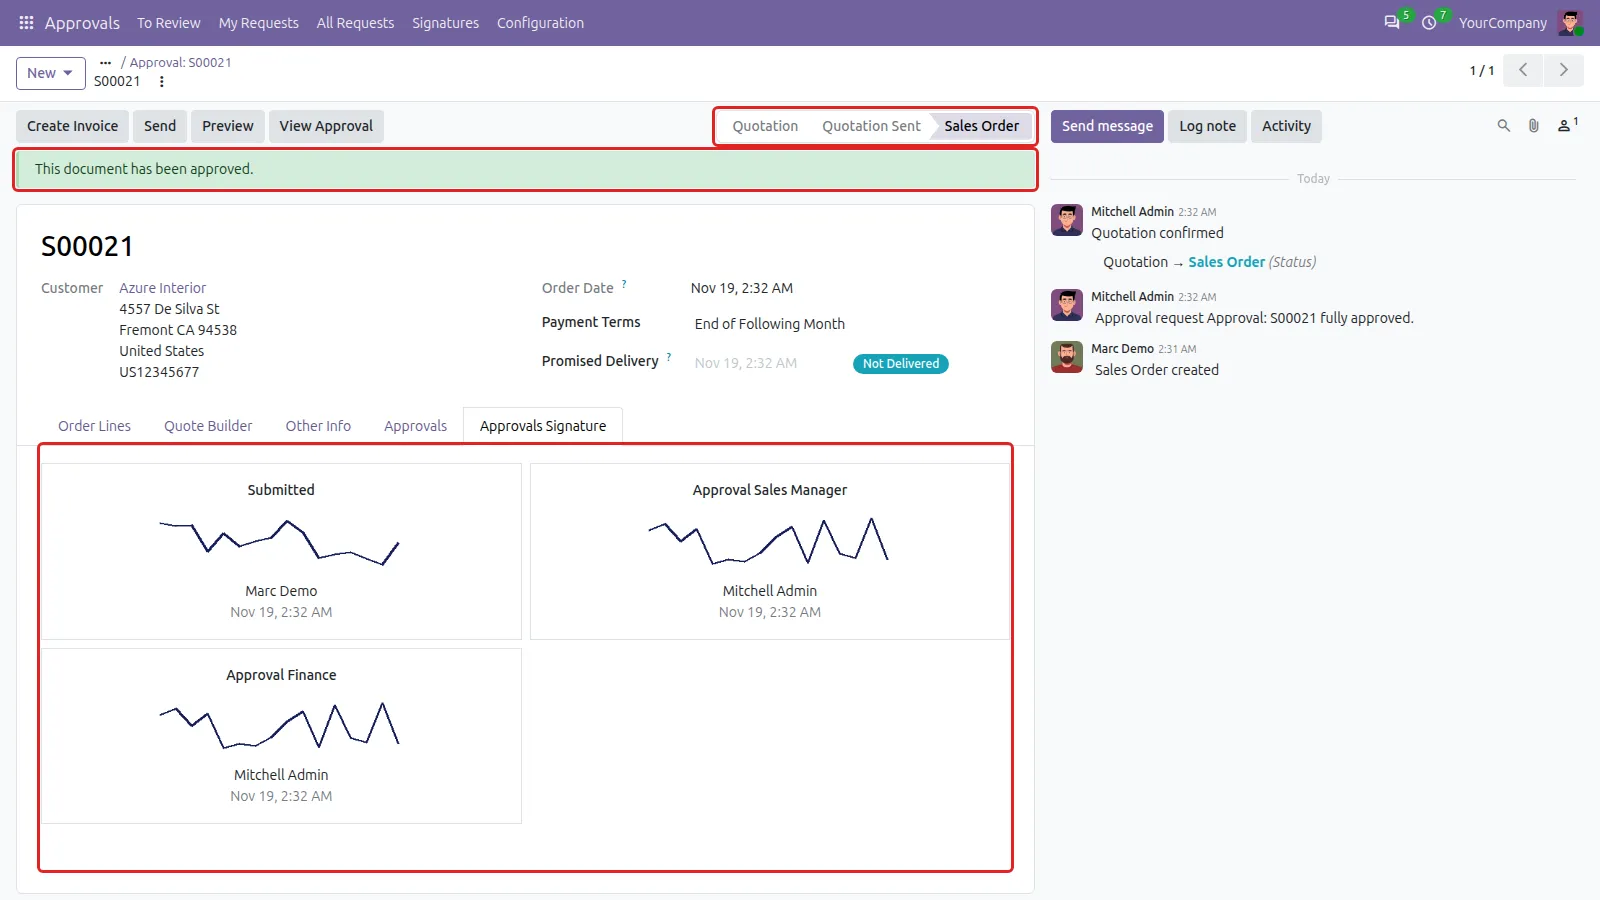 Approvals To Review My Requests All Requests Signatures Configuration 5 7 YourCompany
New ... / Approval: S00021
S00021
1 / 1
Create Invoice Send Preview View Approval Quotation Quotation Sent Sales Order
Send message Log note Activity 1
This document has been approved.
Today
S00021
Customer Azure Interior
4557 De Silva St
Fremont CA 94538
United States
US12345677
Order Date ? Nov 19, 2:32 AM
Payment Terms End of Following Month
Promised Delivery ? Nov 19, 2:32 AM Not Delivered
Order Lines Quote Builder Other Info Approvals Approvals Signature
Submitted
Marc Demo
Nov 19, 2:32 AM
Approval Sales Manager
Mitchell Admin
Nov 19, 2:32 AM
Approval Finance
Mitchell Admin
Nov 19, 2:32 AM
Mitchell Admin 2:32 AM
Quotation confirmed
Quotation → Sales Order (Status)
Mitchell Admin 2:32 AM
Approval request Approval: S00021 fully approved.
Marc Demo 2:31 AM
Sales Order created